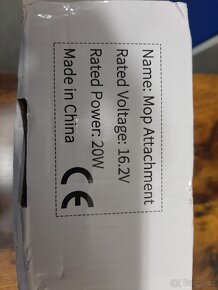 Name: Mop Attachment
Rated Voltage: 16.2V
Rated Power: 20W
Made in China
CE